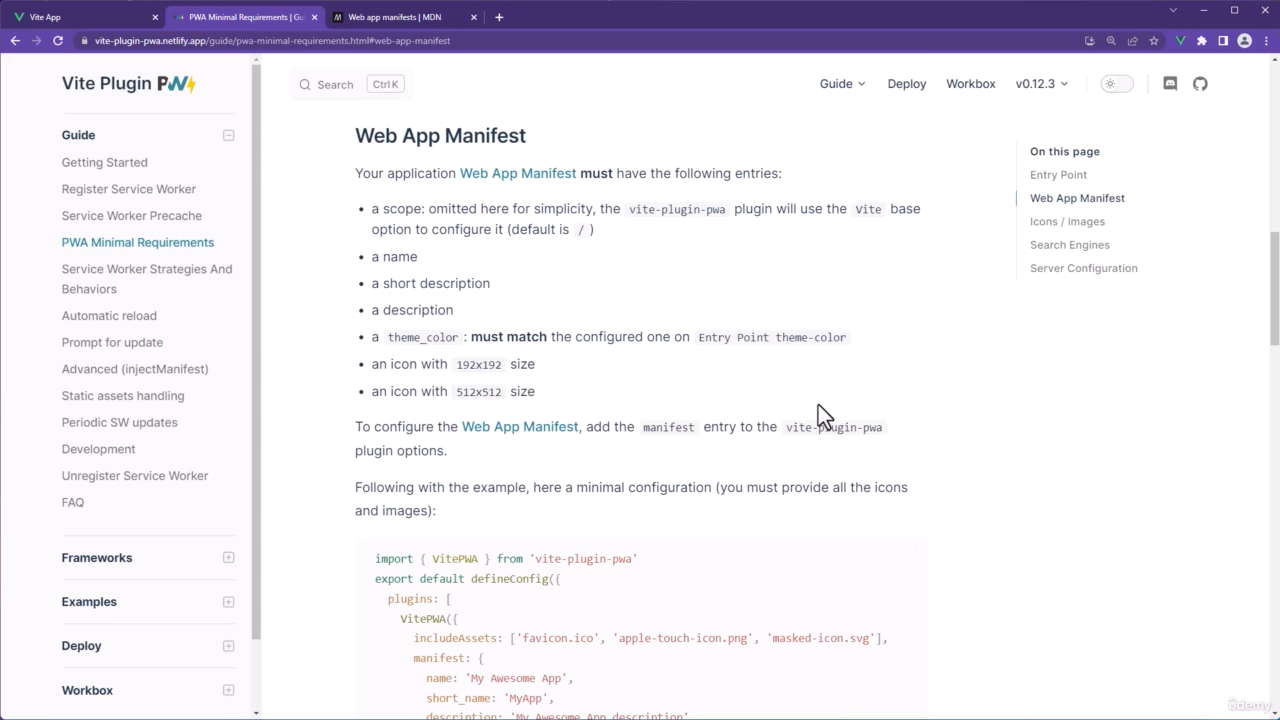 Vite App
PWA Minimal Requirements | Gui
Web app manifests | MDN
vite-plugin-pwa.netlify.app/guide/pwa-minimal-requirements.html#web-app-manifest
Vite Plugin PWA
Search Ctrl K
Guide
Deploy
Workbox
v0.12.3
Guide
Getting Started
Register Service Worker
Service Worker Precache
PWA Minimal Requirements
Service Worker Strategies And
Behaviors
Automatic reload
Prompt for update
Advanced (injectManifest)
Static assets handling
Periodic SW updates
Development
Unregister Service Worker
FAQ
Frameworks
Examples
Deploy
Workbox
Web App Manifest
Your application Web App Manifest must have the following entries:
• a scope: omitted here for simplicity, the vite-plugin-pwa plugin will use the Vite base
option to configure it (default is / )
• a name
• a short description
• a description
• a theme_color : must match the configured one on Entry Point theme-color
• an icon with 192x192 size
• an icon with 512x512 size
To configure the Web App Manifest, add the manifest entry to the vite-plugin-pwa
plugin options.
Following with the example, here a minimal configuration (you must provide all the icons
and images):
import { VitePWA } from 'vite-plugin-pwa'
export default defineConfig({
plugins: [
VitePWA({
includeAssets: ['favicon.ico', 'apple-touch-icon.png', 'masked-icon.svg'],
manifest: {
name: 'My Awesome App',
short_name: 'MyApp',
description: 'My Awesome App description'
On this page
Entry Point
Web App Manifest
Icons / Images
Search Engines
Server Configuration
ûdemy